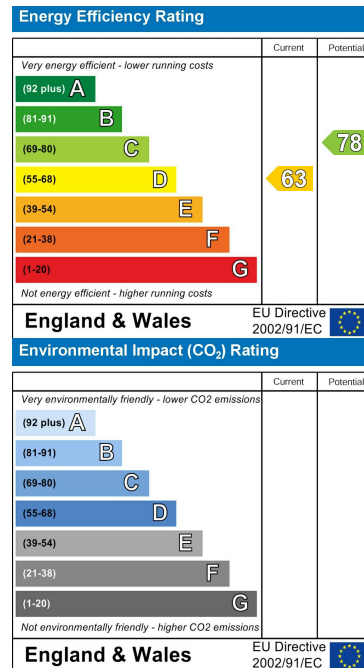 Energy Efficiency Rating
Current Potential
Very energy efficient - lower running costs
(92 plus) A
(81-91) B
(69-80) C
78
(55-68) D
63
(39-54) E
(21-38) F
(1-20) G
Not energy efficient - higher running costs
England & Wales
EU Directive
2002/91/EC
Environmental Impact (CO₂) Rating
Current Potential
Very environmentally friendly - lower CO2 emissions
(92 plus) A
(81-91) B
(69-80) C
(55-68) D
(39-54) E
(21-38) F
(1-20) G
Not environmentally friendly - higher CO2 emissions
England & Wales
EU Directive
2002/91/EC